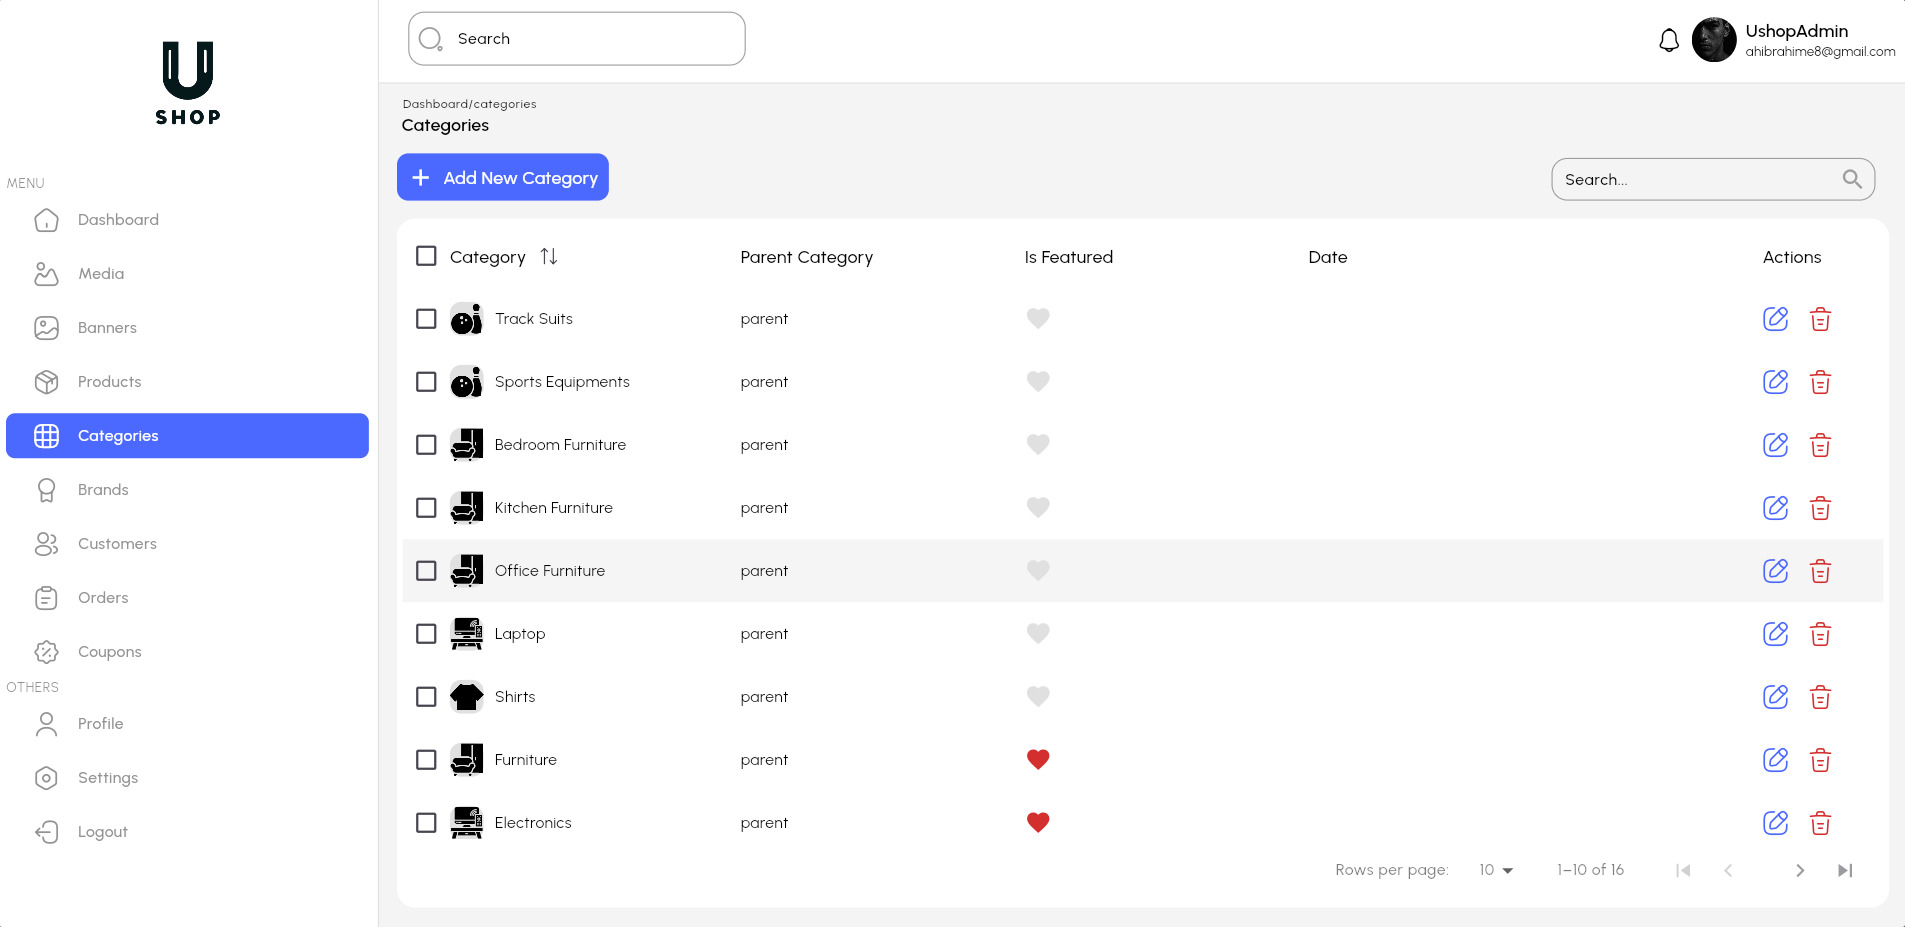 U
SHOP
MENU
Dashboard
Media
Banners
Products
Categories
Brands
Customers
Orders
Coupons
OTHERS
Profile
Settings
Logout
Search
UshopAdmin
ahibrahime8@gmail.com
Dashboard/categories
Categories
+ Add New Category
Search...
Category Parent Category Is Featured Date Actions
Track Suits parent
Sports Equipments parent
Bedroom Furniture parent
Kitchen Furniture parent
Office Furniture parent
Laptop parent
Shirts parent
Furniture parent
Electronics parent
Rows per page: 10 1–10 of 16